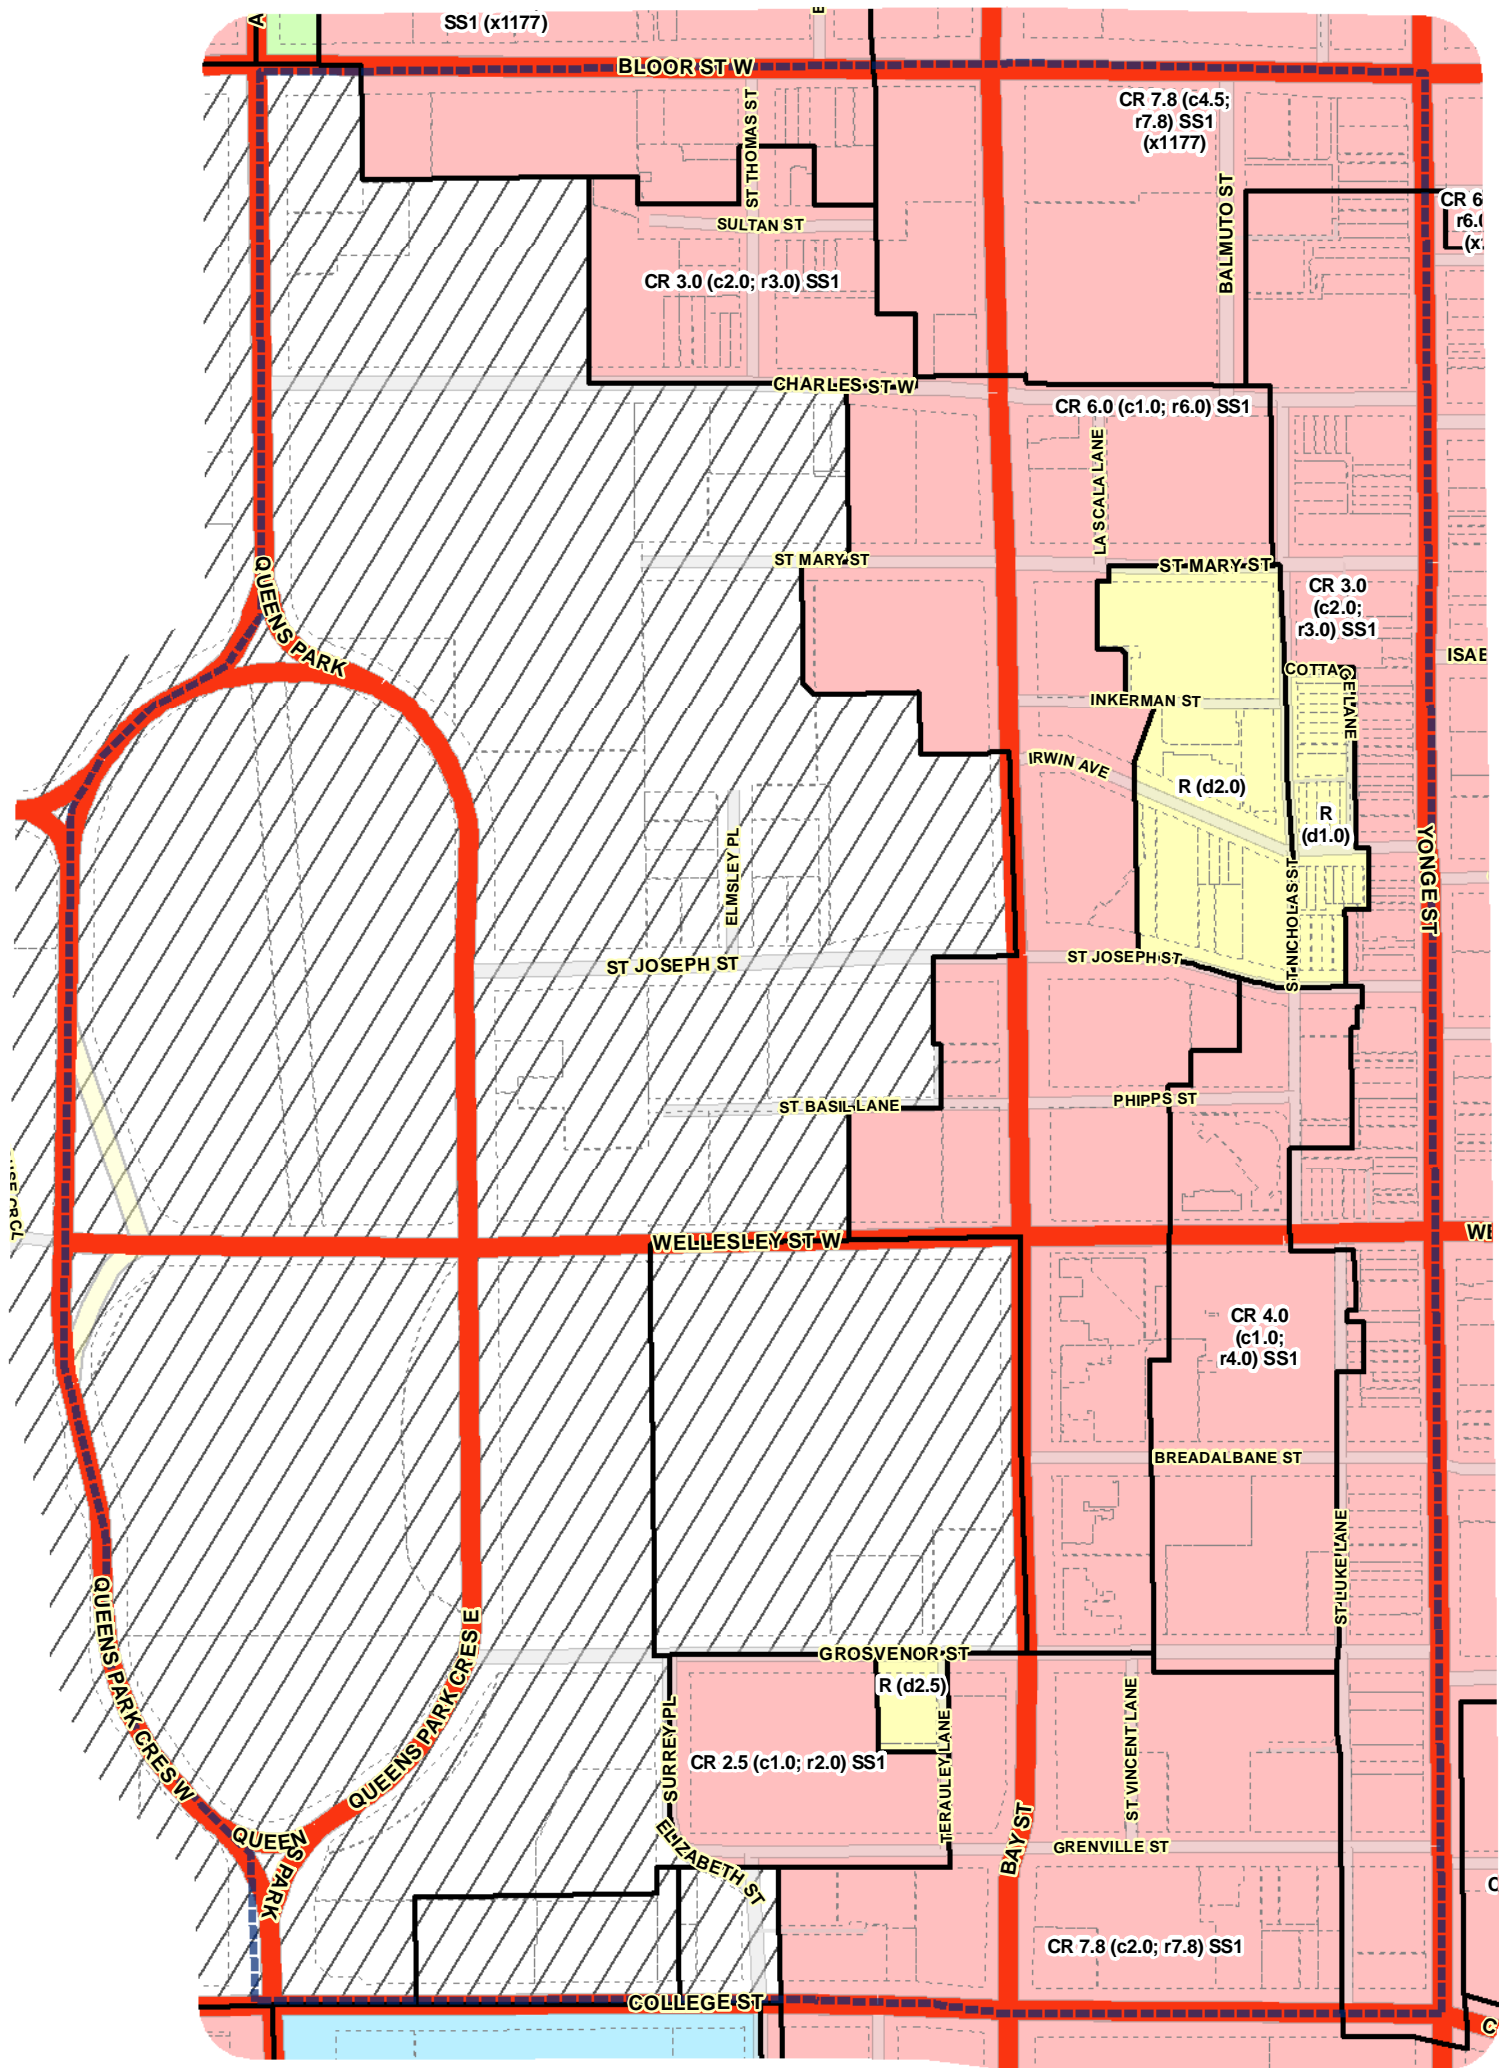 SS1 (x1177)
BLOOR ST W
CR 7.8 (c4.5;
r7.8) SS1
(x1177)
ST THOMAS ST
BALMUTO ST
SULTAN ST
CR 3.0 (c2.0; r3.0) SS1
CHARLES ST W
CR 6.0 (c1.0; r6.0) SS1
LA SCALA LANE
ST MARY ST
ST MARY ST
QUEENS PARK
CR 3.0
(c2.0;
r3.0) SS1
COTTAGE LANE
INKERMAN ST
IRWIN AVE
R (d2.0)
R
(d1.0)
ELMSLEY PL
ST NICHOLAS ST
YONGE ST
ST JOSEPH ST
ST JOSEPH ST
ST BASIL LANE
PHIPPS ST
WELLESLEY ST W
CR 4.0
(c1.0;
r4.0) SS1
BREADALBANE ST
ST LUKE LANE
QUEENS PARK CRES W
QUEENS PARK CRES E
GROSVENOR ST
R (d2.5)
SURREY PL
CR 2.5 (c1.0; r2.0) SS1
TERAULEY LANE
ST VINCENT LANE
QUEENS PARK
ELIZABETH ST
BAY ST
GRENVILLE ST
CR 7.8 (c2.0; r7.8) SS1
COLLEGE ST